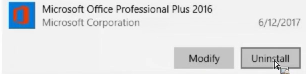 Microsoft Office Professional Plus 2016
Microsoft Corporation 6/12/2017
Modify Uninstall